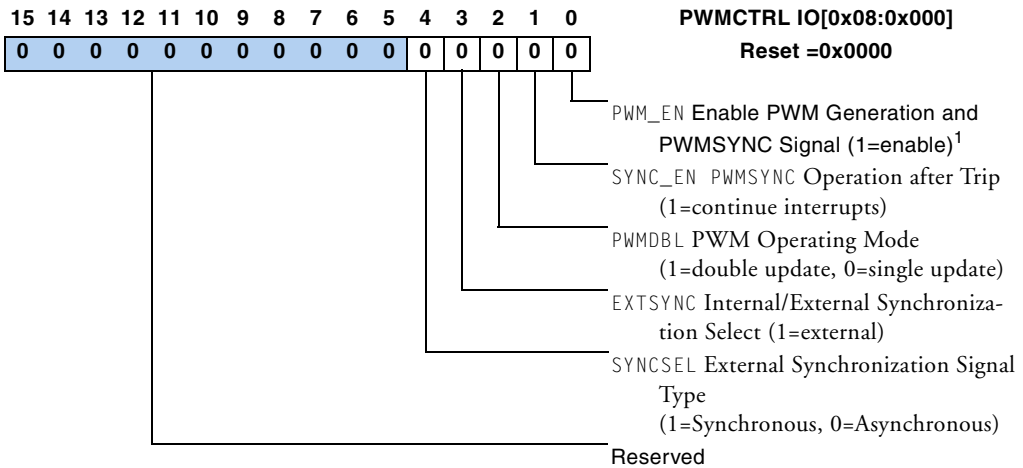 15 14 13 12 11 10 9 8 7 6 5 4 3 2 1 0
PWMCTRL IO[0x08:0x000]
0 0 0 0 0 0 0 0 0 0 0 0 0 0 0 0
Reset =0x0000
PWM_EN Enable PWM Generation and
PWMSYNC Signal (1=enable)1
SYNC_EN PWMSYNC Operation after Trip
(1=continue interrupts)
PWMDBL PWM Operating Mode
(1=double update, 0=single update)
EXTSYNC Internal/External Synchroniza-
tion Select (1=external)
SYNCSEL External Synchronization Signal
Type
(1=Synchronous, 0=Asynchronous)
Reserved